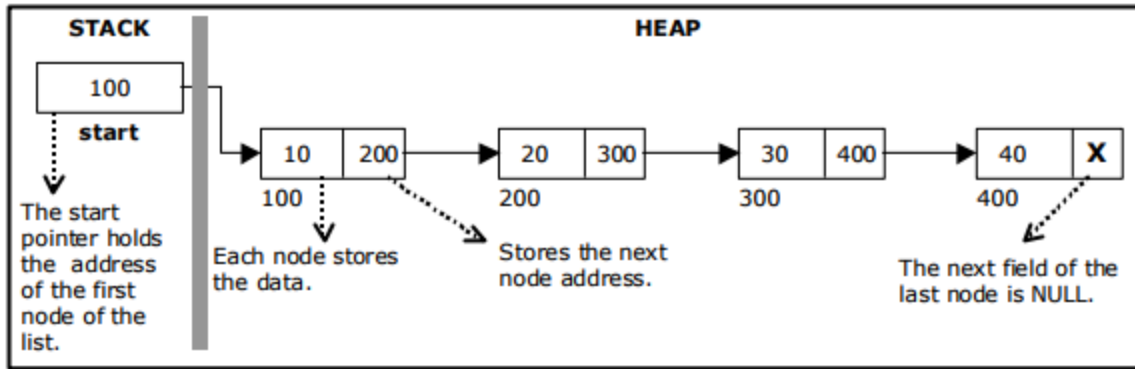 STACK
HEAP
100
start
10 200
20 300
30 400
40 X
100
200
300
400
The start
pointer holds
the address
of the first
node of the
list.
Each node stores
the data.
Stores the next
node address.
The next field of the
last node is NULL.